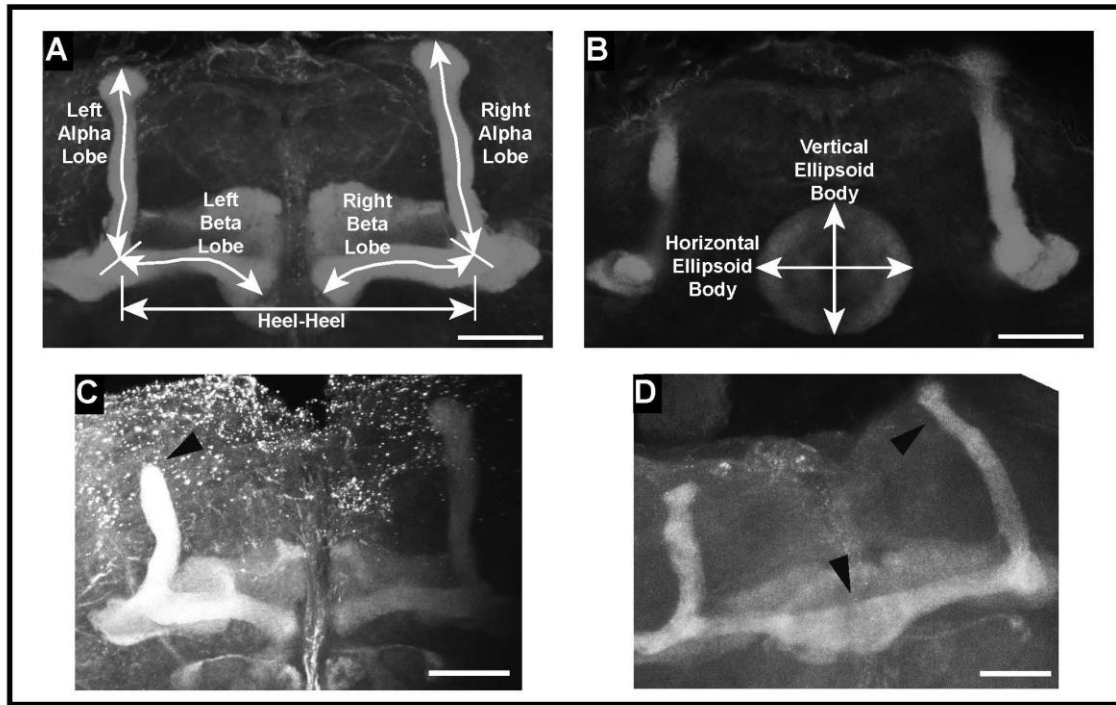 A
Left
Alpha
Lobe
Right
Alpha
Lobe
Left
Beta
Lobe
Right
Beta
Lobe
Heel-Heel
B
Vertical
Ellipsoid
Body
Horizontal
Ellipsoid
Body
C
D